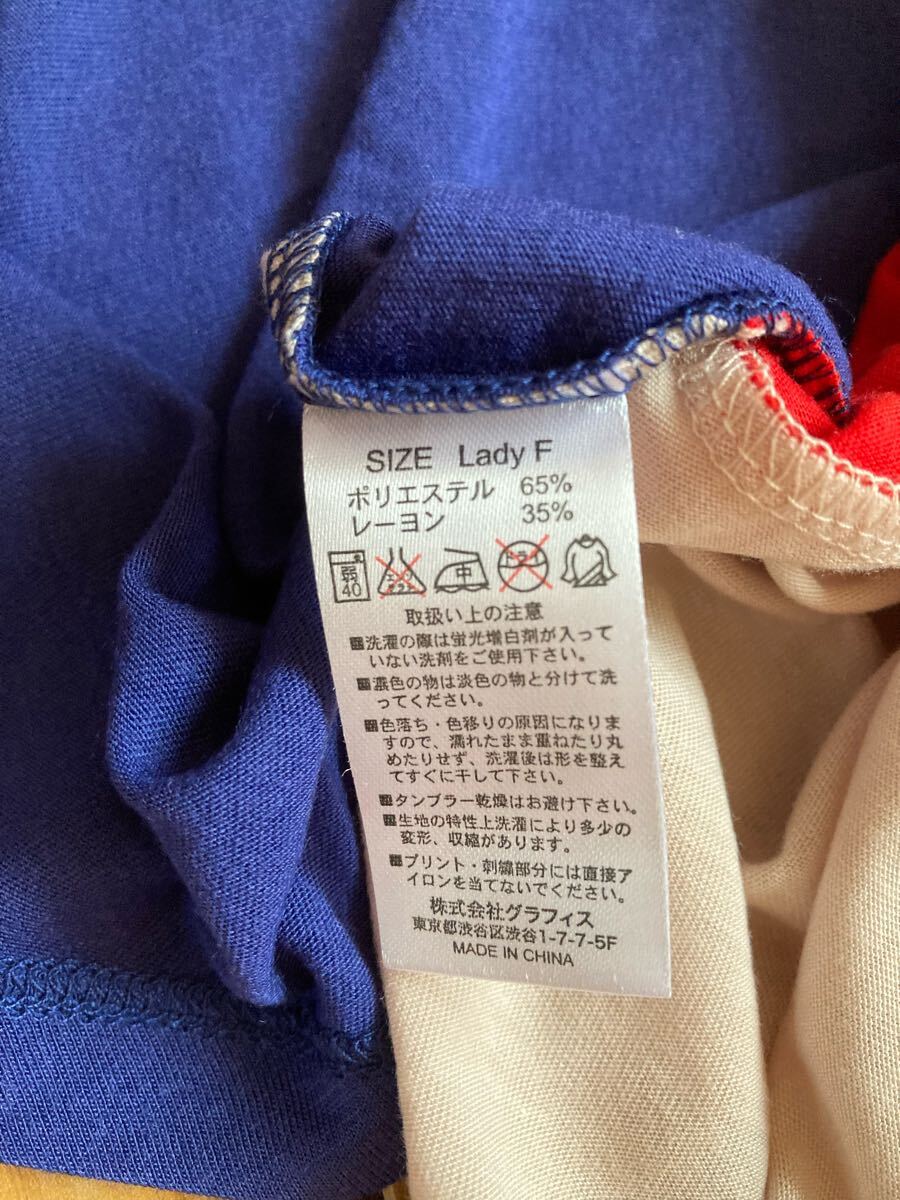 SIZE Lady F
ポリエステル 65%
レーヨン 35%
弱 40 エンソ サラシ 中 ドライ
取扱い上の注意
■洗濯の際は蛍光増白剤が入って
いない洗剤をご使用下さい。
■濃色の物は淡色の物と分けて洗
ってください。
■色落ち・色移りの原因になりま
すので、濡れたまま重ねたり丸
めたりせず、洗濯後は形を整え
てすぐに干して下さい。
■タンブラー乾燥はお避け下さい。
■生地の特性上洗濯により多少の
変形、収縮があります。
■プリント・刺繍部分には直接ア
イロンを当てないでください。
株式会社グラフィス
東京都渋谷区渋谷1-7-7-5F
MADE IN CHINA